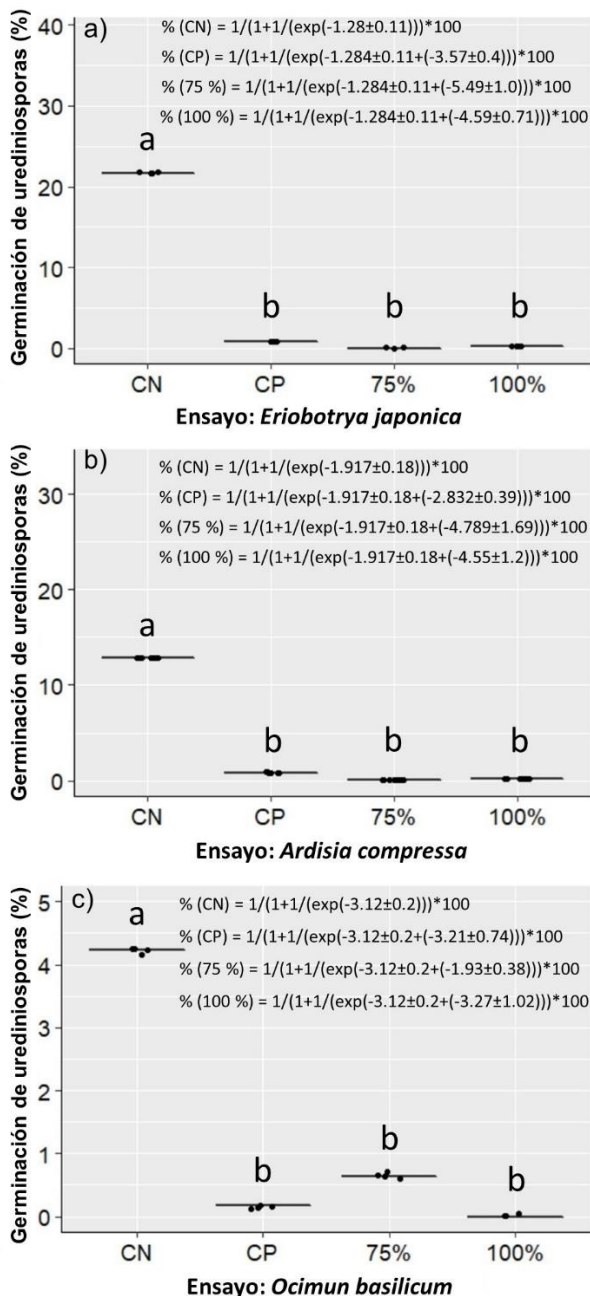 a)
% (CN) = 1/(1+1/(exp(-1.28±0.11)))*100
% (CP) = 1/(1+1/(exp(-1.284±0.11+(-3.57±0.4)))*100
% (75 %) = 1/(1+1/(exp(-1.284±0.11+(-5.49±1.0)))*100
% (100 %) = 1/(1+1/(exp(-1.284±0.11+(-4.59±0.71)))*100
Germinación de urediniosporas (%)
40
30
20
10
0
a
b
b
b
CN CP 75% 100%
Ensayo: Eriobotrya japonica
b)
% (CN) = 1/(1+1/(exp(-1.917±0.18)))*100
% (CP) = 1/(1+1/(exp(-1.917±0.18+(-2.832±0.39)))*100
% (75 %) = 1/(1+1/(exp(-1.917±0.18+(-4.789±1.69)))*100
% (100 %) = 1/(1+1/(exp(-1.917±0.18+(-4.55±1.2)))*100
Germinación de urediniosporas (%)
30
20
10
0
a
b
b
b
CN CP 75% 100%
Ensayo: Ardisia compressa
c)
% (CN) = 1/(1+1/(exp(-3.12±0.2)))*100
% (CP) = 1/(1+1/(exp(-3.12±0.2+(-3.21±0.74)))*100
% (75 %) = 1/(1+1/(exp(-3.12±0.2+(-1.93±0.38)))*100
% (100 %) = 1/(1+1/(exp(-3.12±0.2+(-3.27±1.02)))*100
Germinación de urediniosporas (%)
5
4
3
2
1
0
a
b
b
b
CN CP 75% 100%
Ensayo: Ocimun basilicum